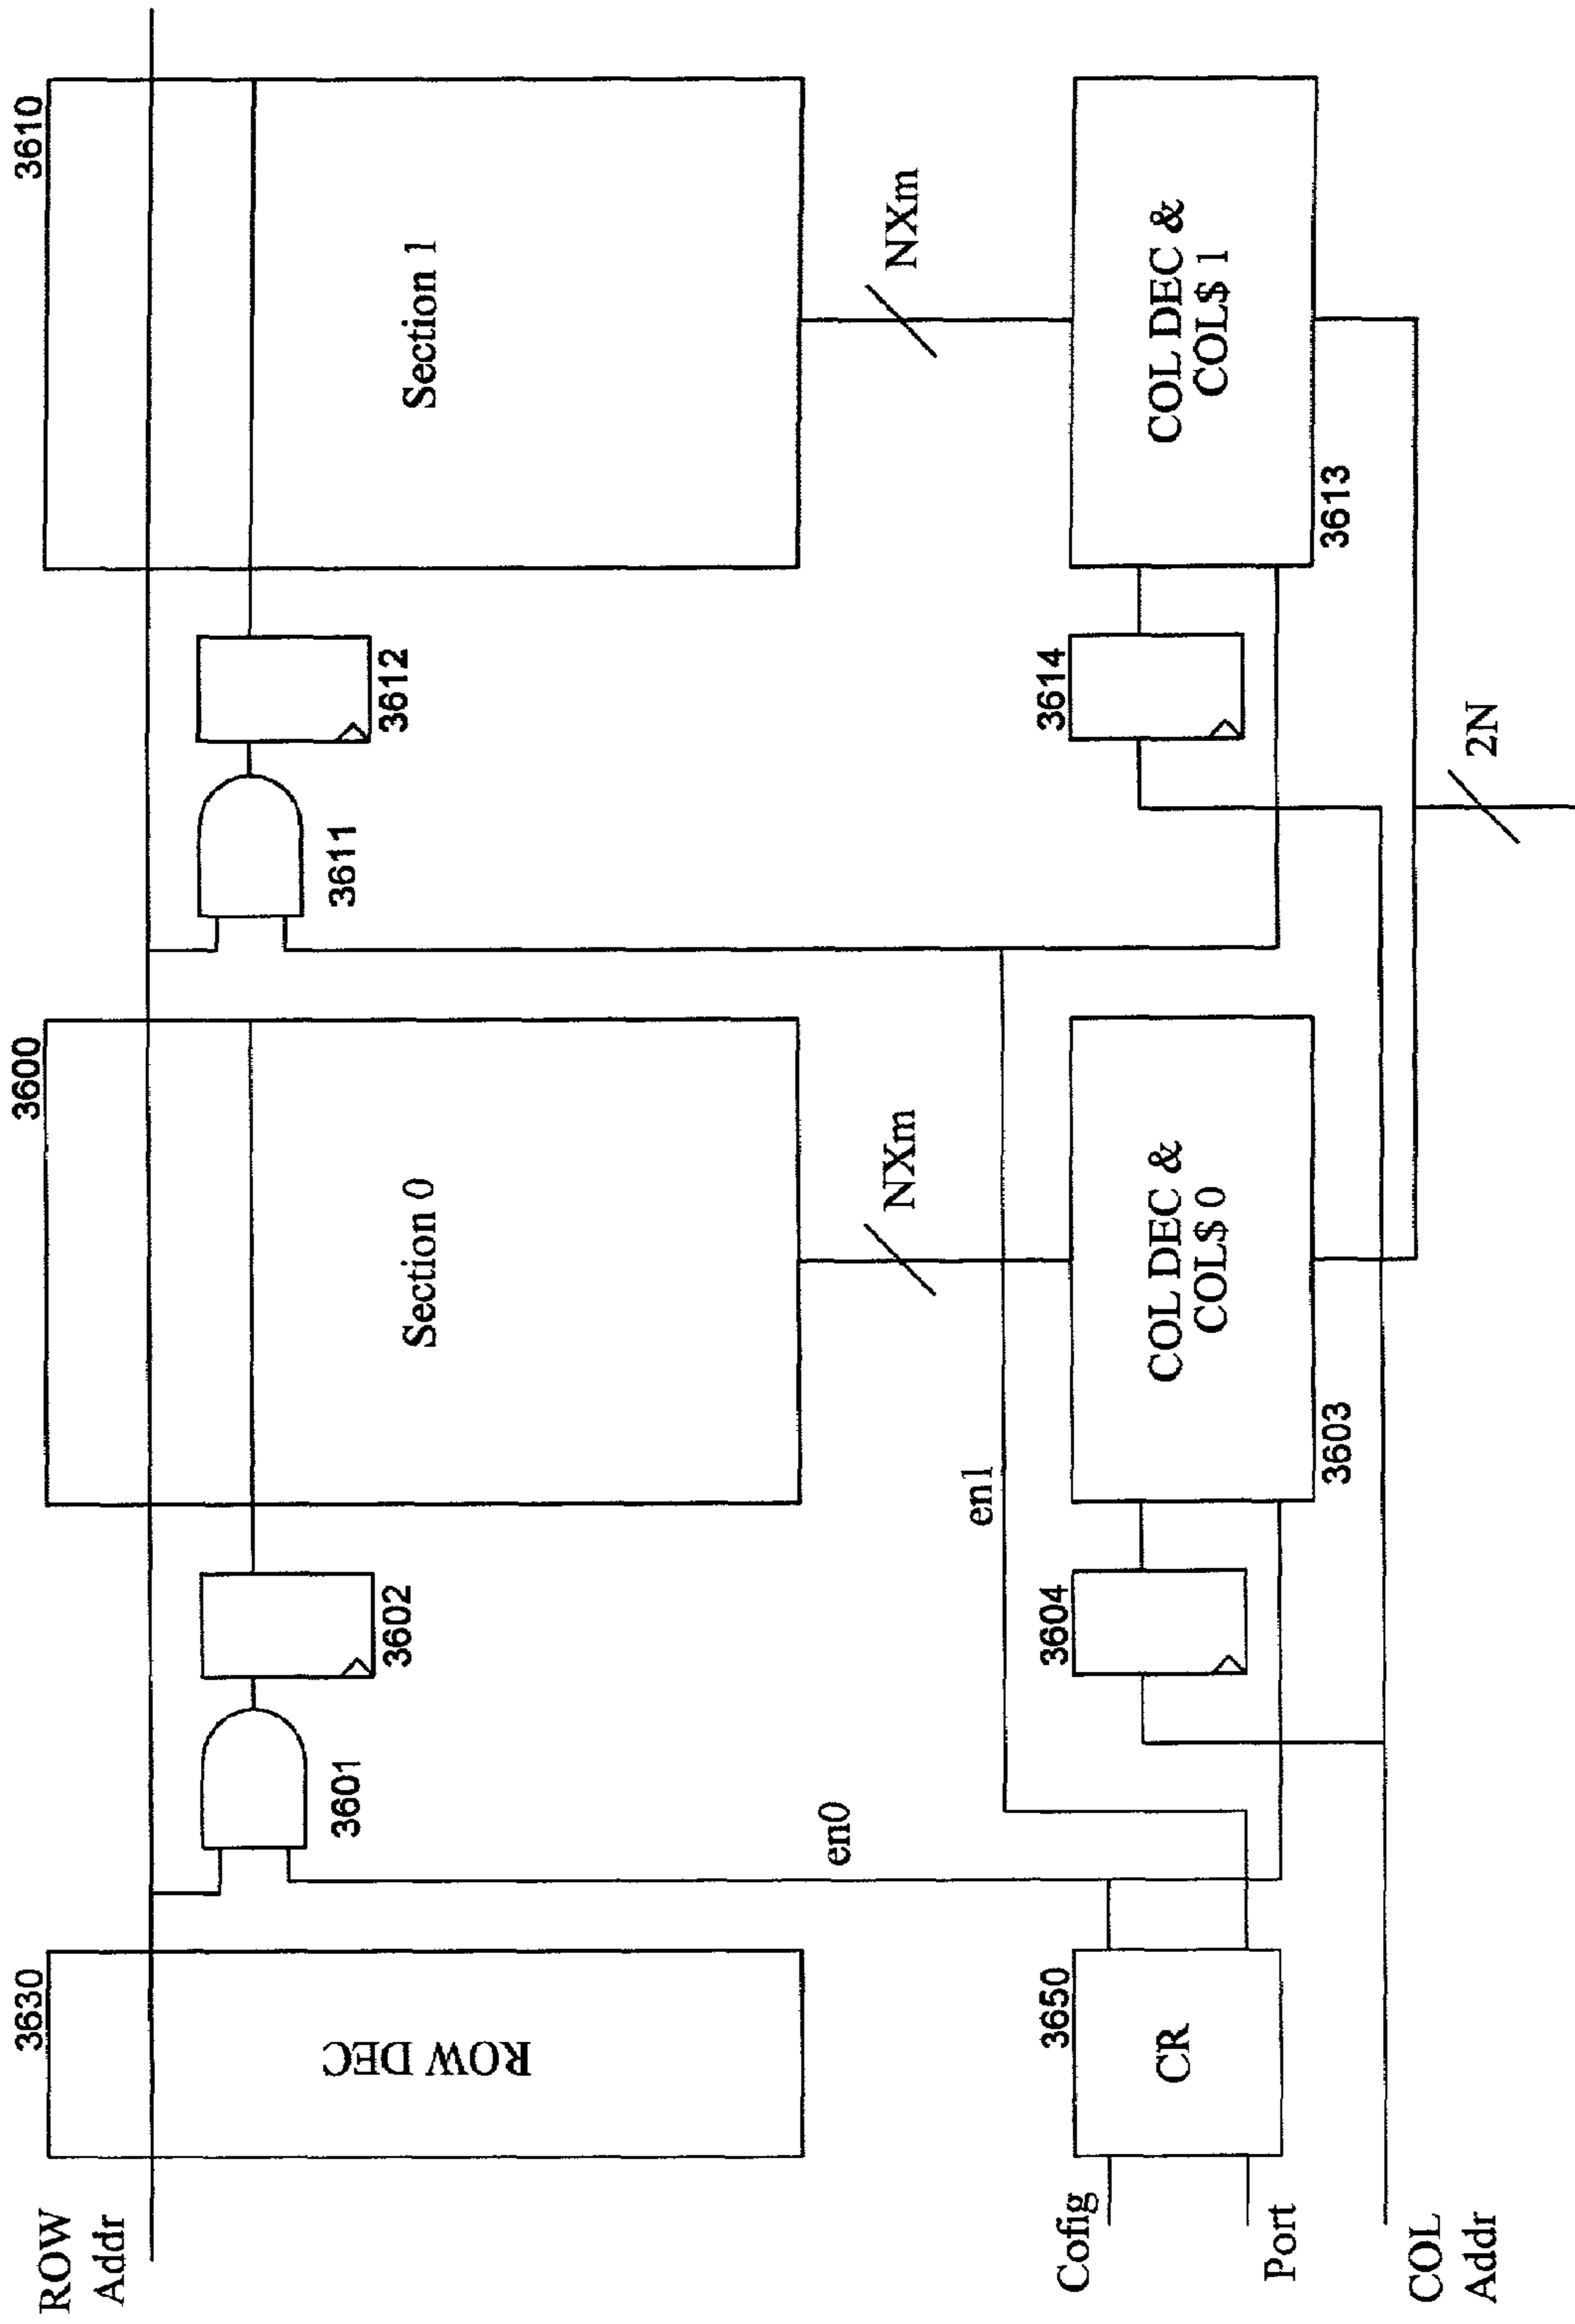 ROW
Addr
3630
ROW DEC
3601
3602
3600
Section 0
3611
3612
3610
Section 1
en0
en1
NXm
NXm
Cofig
Port
3650
CR
3604
COL DEC &
COL$ 0
3603
3614
COL DEC &
COL$ 1
3613
COL
Addr
2N